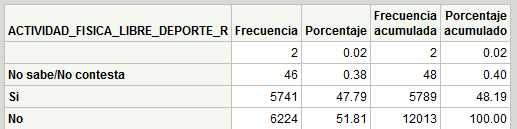 ACTIVIDAD_FISICA_LIBRE_DEPORTE_R Frecuencia Porcentaje Frecuencia acumulada Porcentaje acumulado
2 0.02 2 0.02
No sabe/No contesta 46 0.38 48 0.40
Si 5741 47.79 5789 48.19
No 6224 51.81 12013 100.00